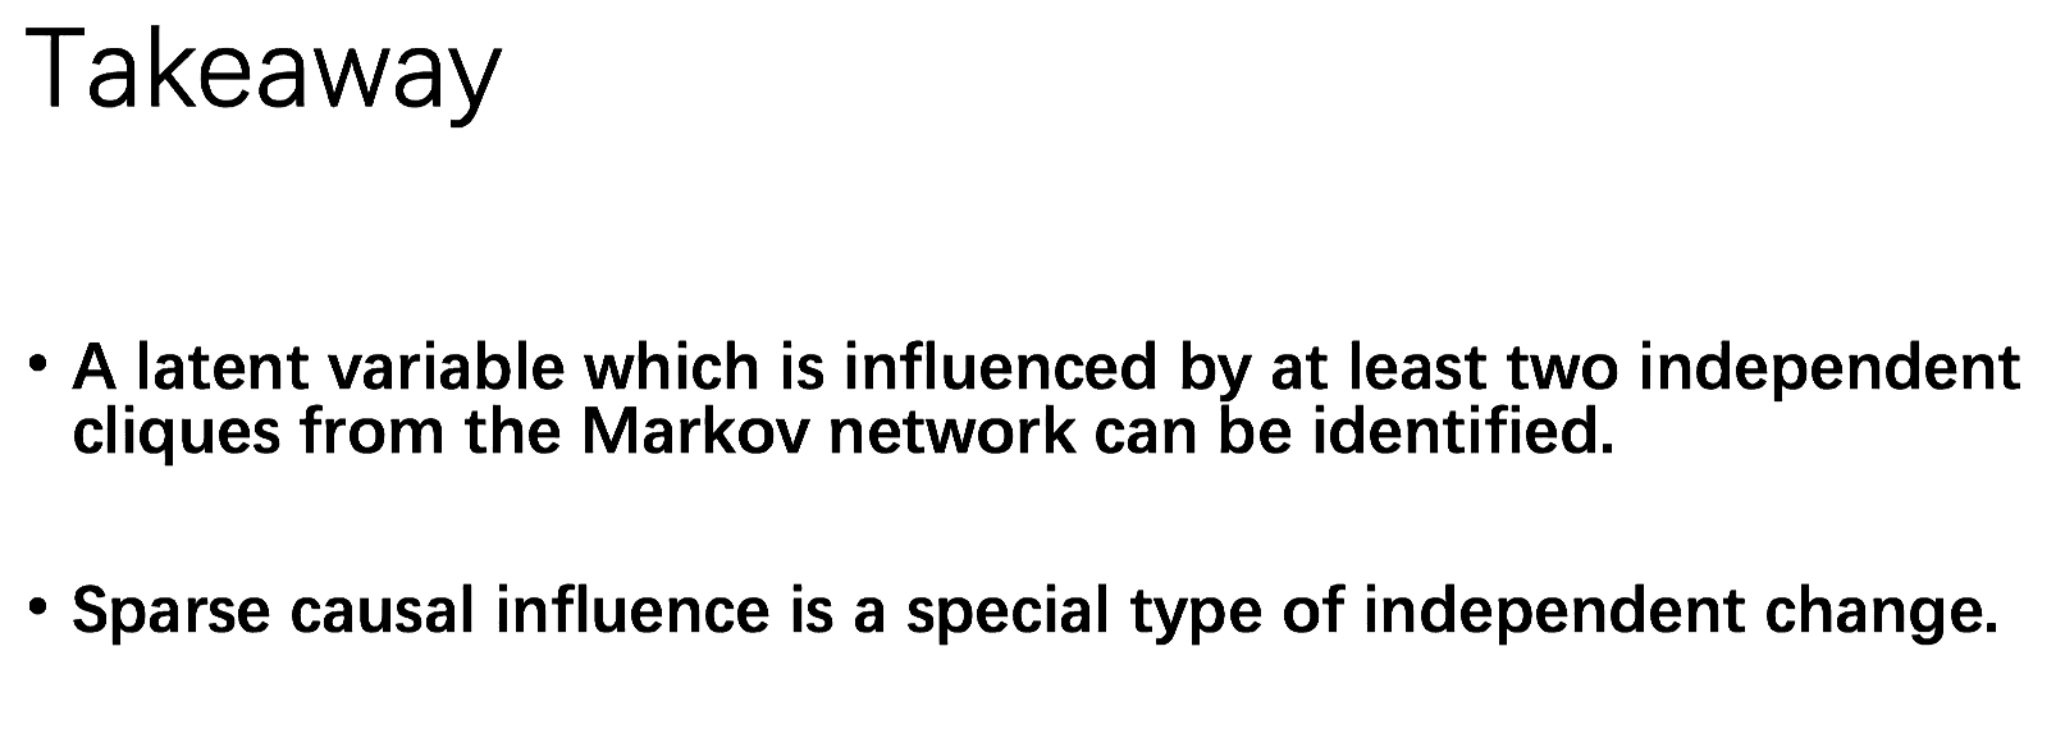 Takeaway
• A latent variable which is influenced by at least two independent
cliques from the Markov network can be identified.
• Sparse causal influence is a special type of independent change.